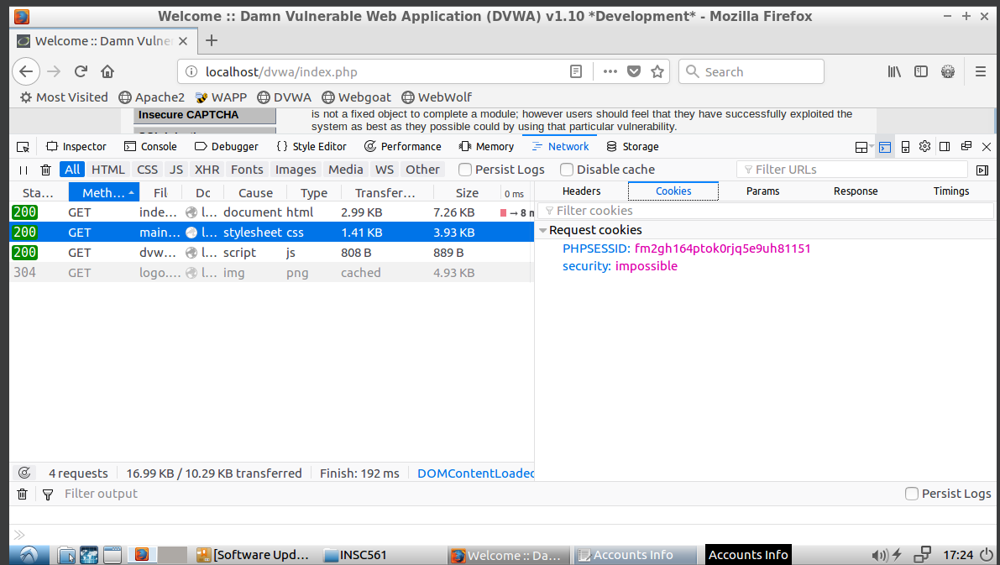 Welcome :: Damn Vulnerable Web Application (DVWA) v1.10 *Development* - Mozilla Firefox
Welcome :: Damn Vulner
localhost/dvwa/index.php
Search
Most Visited Apache2 WAPP DVWA Webgoat WebWolf
Insecure CAPTCHA
is not a fixed object to complete a module; however users should feel that they have successfully exploited the
system as best as they possible could by using that particular vulnerability.
Inspector Console Debugger { } Style Editor Performance Memory Network Storage
All HTML CSS JS XHR Fonts Images Media WS Other Persist Logs Disable cache Filter URLs
Sta... Meth... Fil Dc Cause Type Transfer... Size 0 ms
Headers Cookies Params Response Timings
200 GET inde... l... document html 2.99 KB 7.26 KB → 8 m
Filter cookies
200 GET main... l... stylesheet css 1.41 KB 3.93 KB
Request cookies
200 GET dvw... l... script js 808 B 889 B
PHPSESSID: fm2gh164ptok0rjq5e9uh81151
304 GET logo.... l... img png cached 4.93 KB
security: impossible
4 requests 16.99 KB / 10.29 KB transferred Finish: 192 ms DOMContentLoaded
Filter output Persist Logs
[Software Upd... INSC561 Welcome :: Da... Accounts Info Accounts Info 17:24